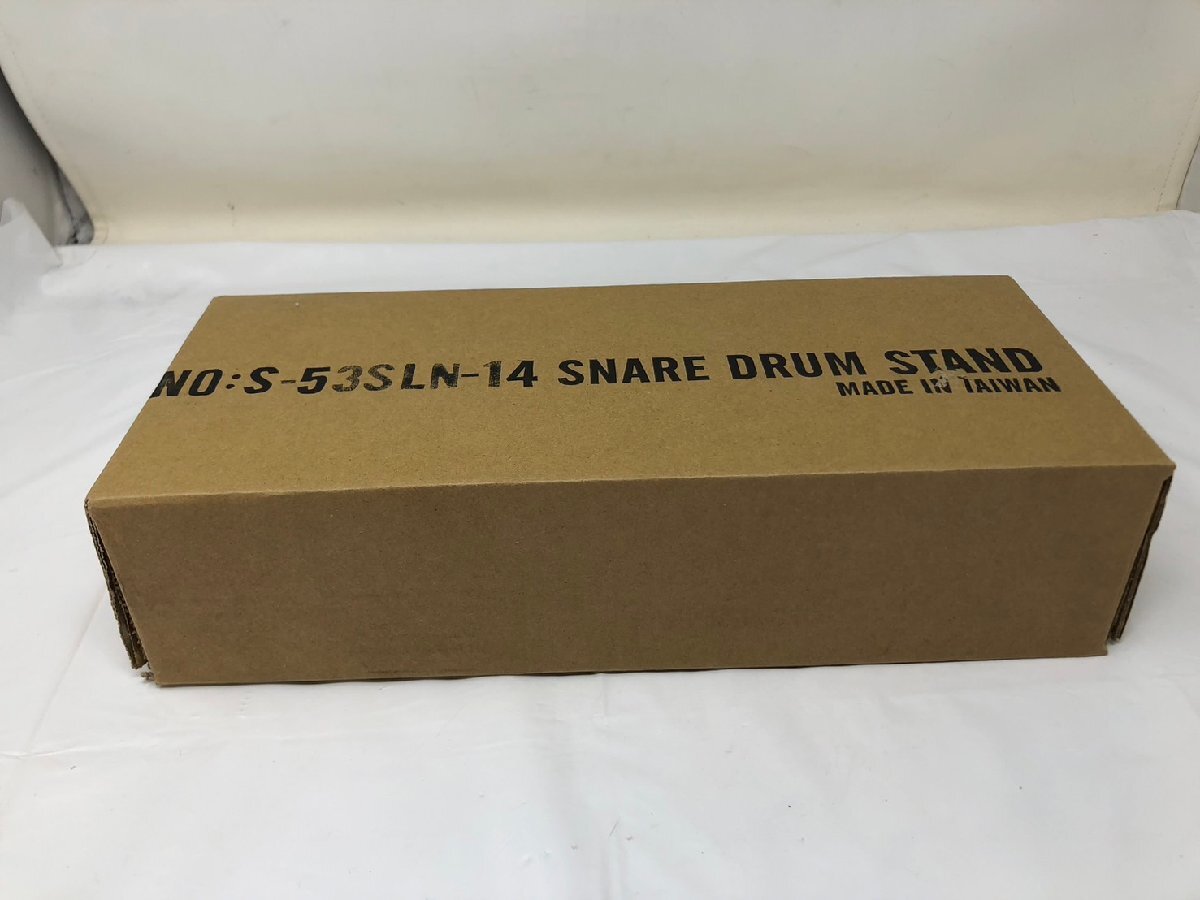 NO:S-53SLN-14 SNARE DRUM STAND
MADE IN TAIWAN